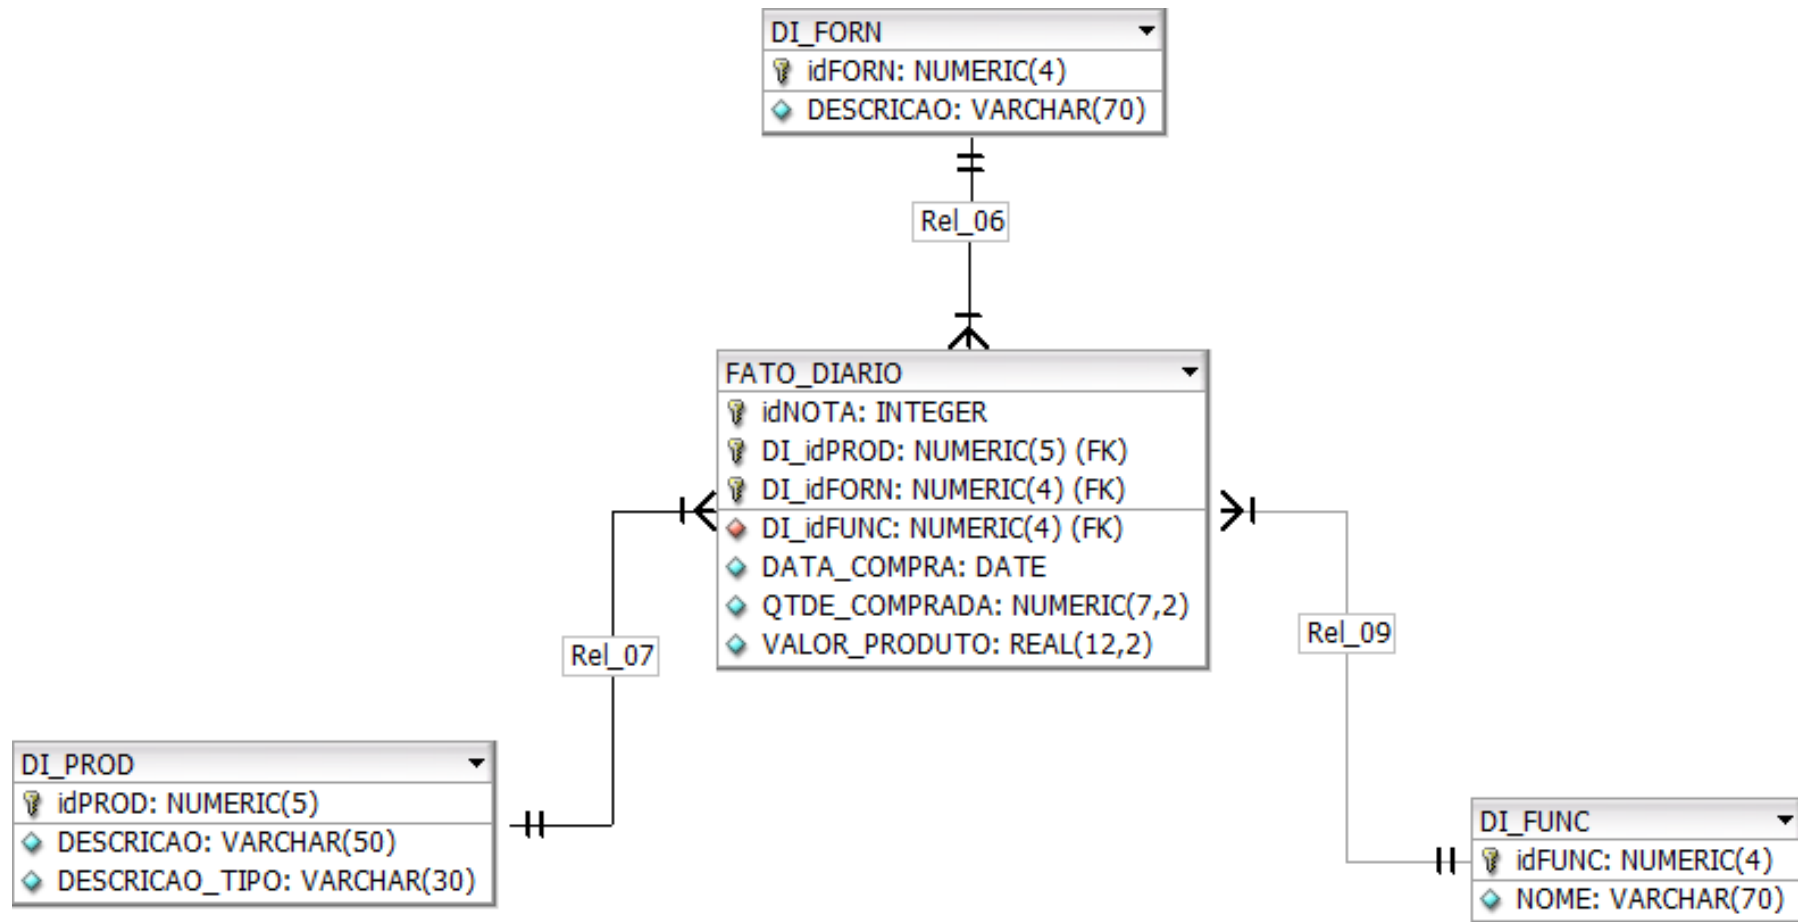 DI_FORN
idFORN: NUMERIC(4)
DESCRICAO: VARCHAR(70)
Rel_06
FATO_DIARIO
idNOTA: INTEGER
DI_idPROD: NUMERIC(5) (FK)
DI_idFORN: NUMERIC(4) (FK)
DI_idFUNC: NUMERIC(4) (FK)
DATA_COMPRA: DATE
QTDE_COMPRADA: NUMERIC(7,2)
VALOR_PRODUTO: REAL(12,2)
Rel_07
Rel_09
DI_PROD
idPROD: NUMERIC(5)
DESCRICAO: VARCHAR(50)
DESCRICAO_TIPO: VARCHAR(30)
DI_FUNC
idFUNC: NUMERIC(4)
NOME: VARCHAR(70)